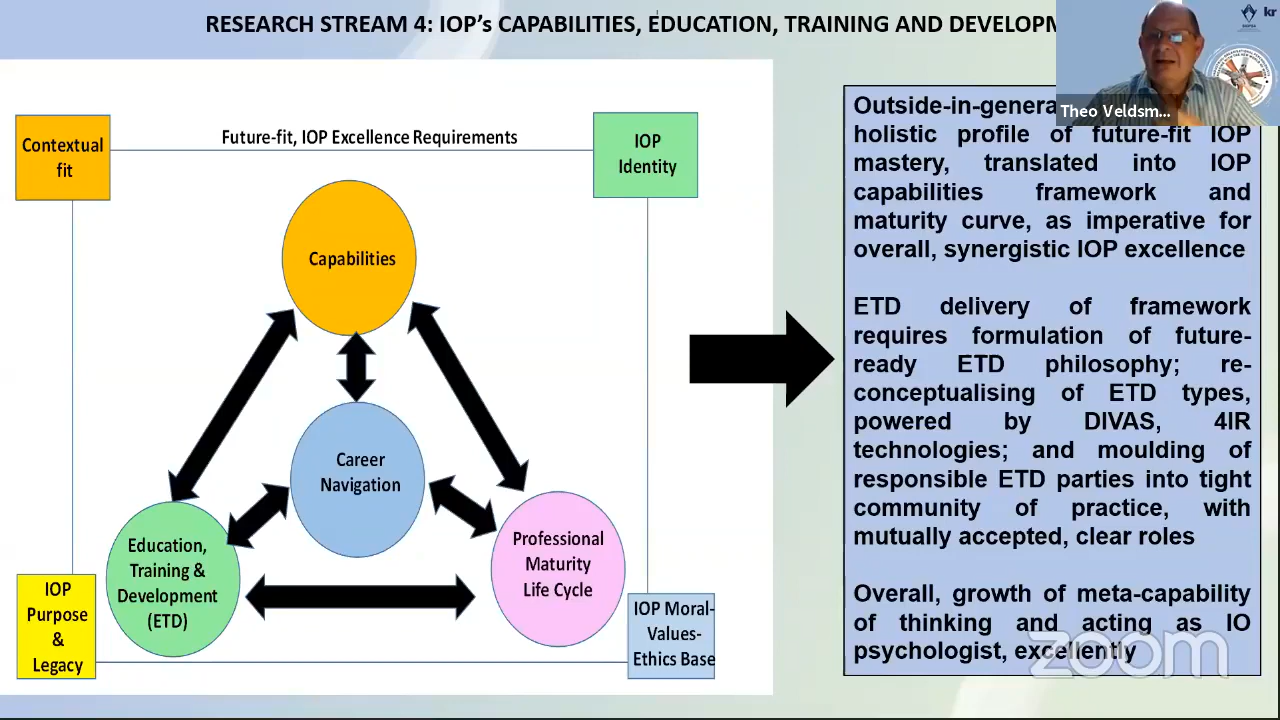 RESEARCH STREAM 4: IOP's CAPABILITIES, EDUCATION, TRAINING AND DEVELOPM
kr
Theo Veldsm...
Contextual
fit
Future-fit, IOP Excellence Requirements
IOP
Identity
Capabilities
Career
Navigation
Education,
Training &
Development
(ETD)
Professional
Maturity
Life Cycle
IOP
Purpose
&
Legacy
IOP Moral-
Values-
Ethics Base
Outside-in-genera
holistic profile of future-fit IOP
mastery, translated into IOP
capabilities framework and
maturity curve, as imperative for
overall, synergistic IOP excellence
ETD delivery of framework
requires formulation of future-
ready ETD philosophy; re-
conceptualising of ETD types,
powered by DIVAS, 4IR
technologies; and moulding of
responsible ETD parties into tight
community of practice, with
mutually accepted, clear roles
Overall, growth of meta-capability
of thinking and acting as IO
psychologist, excellently
zoom